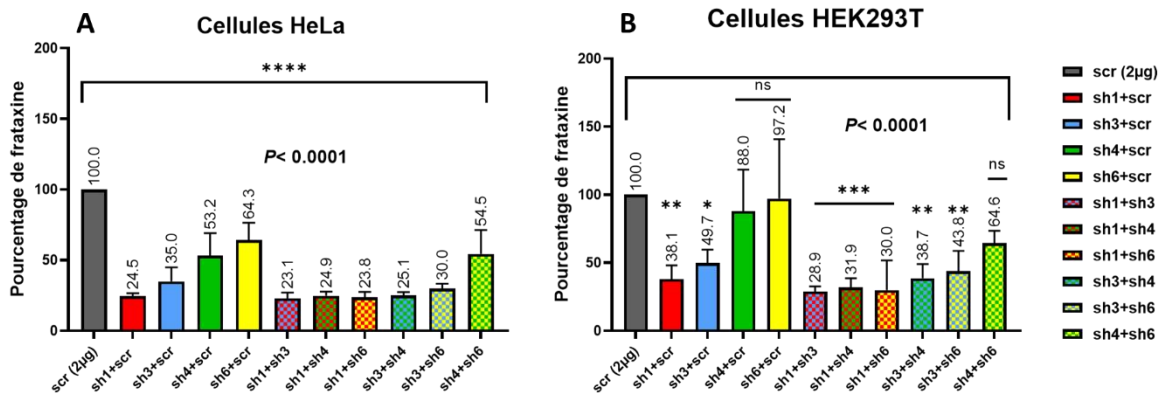 A
Cellules HeLa
Pourcentage de frataxine
200
150
100
50
0
****
P< 0.0001
100.0
24.5
35.0
53.2
64.3
23.1
24.9
23.8
25.1
30.0
54.5
scr (2µg)
sh1+scr
sh3+scr
sh4+scr
sh6+scr
sh1+sh3
sh1+sh4
sh1+sh6
sh3+sh4
sh3+sh6
sh4+sh6
B
Cellules HEK293T
Pourcentage de frataxine
200
150
100
50
0
ns
P< 0.0001
ns
**
*
***
**
**
100.0
38.1
49.7
88.0
97.2
28.9
31.9
30.0
38.7
43.8
64.6
scr (2µg)
sh1+scr
sh3+scr
sh4+scr
sh6+scr
sh1+sh3
sh1+sh4
sh1+sh6
sh3+sh4
sh3+sh6
sh4+sh6
scr (2µg)
sh1+scr
sh3+scr
sh4+scr
sh6+scr
sh1+sh3
sh1+sh4
sh1+sh6
sh3+sh4
sh3+sh6
sh4+sh6